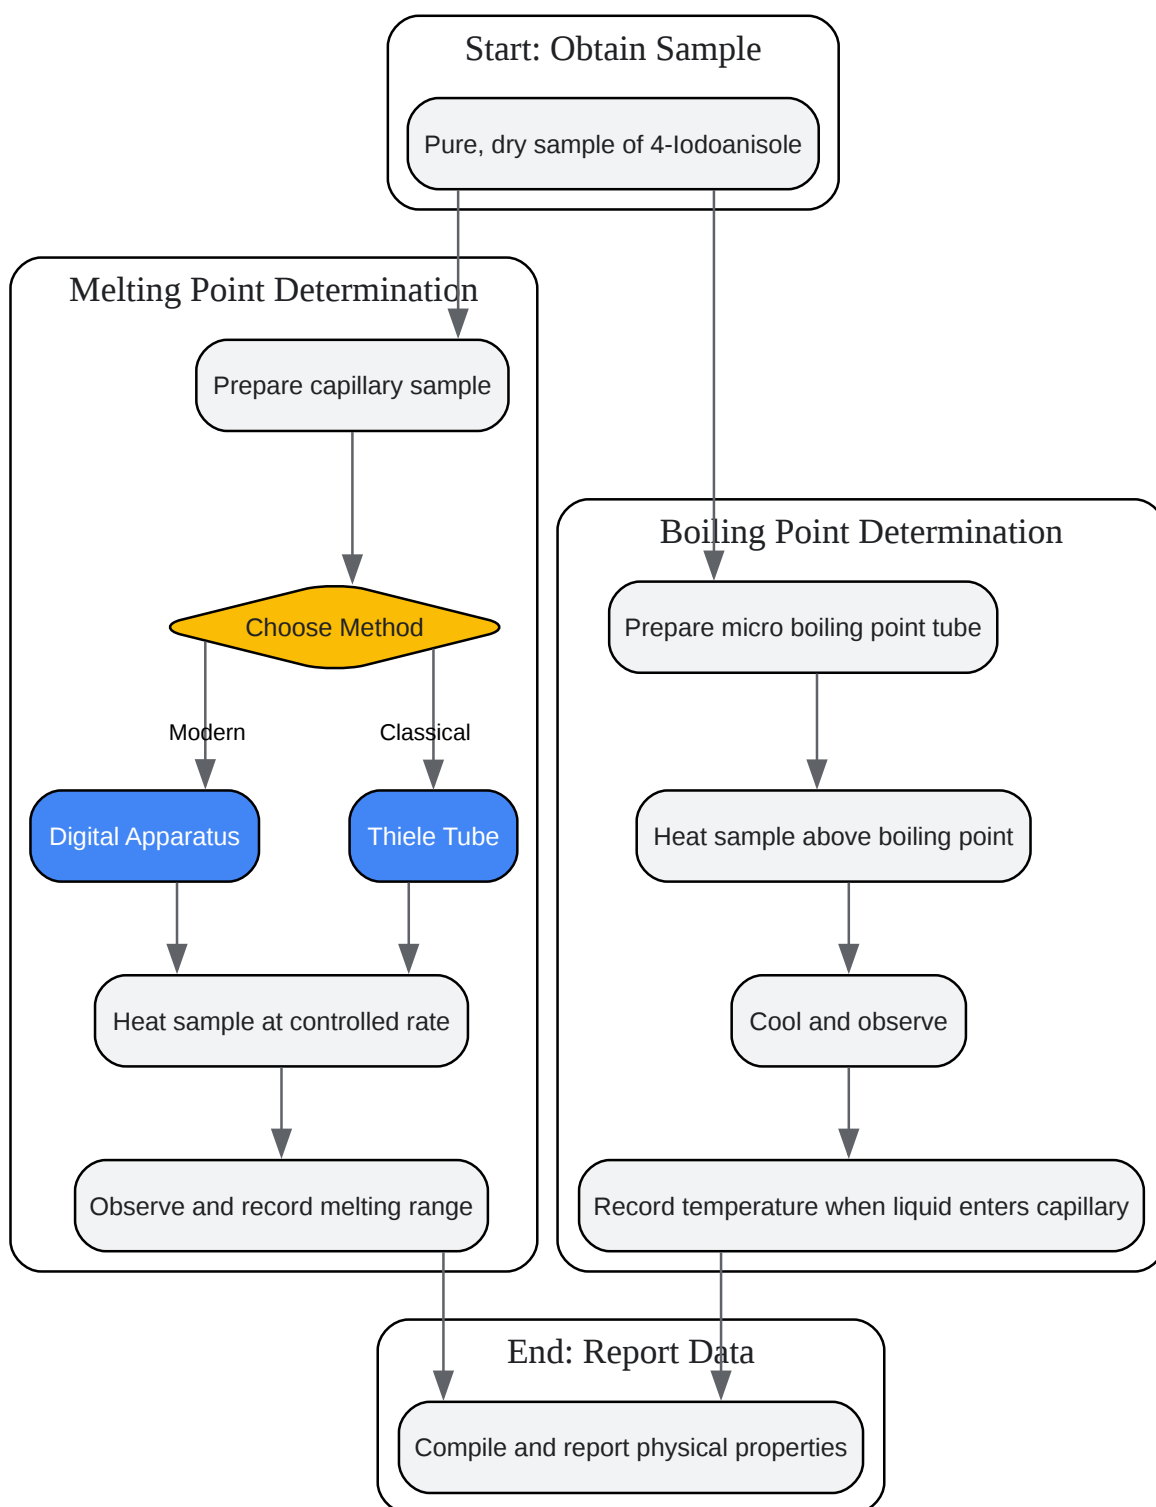 Start: Obtain Sample
Pure, dry sample of 4-Iodoanisole
Melting Point Determination
Prepare capillary sample
Choose Method
Modern
Classical
Digital Apparatus
Thiele Tube
Heat sample at controlled rate
Observe and record melting range
Boiling Point Determination
Prepare micro boiling point tube
Heat sample above boiling point
Cool and observe
Record temperature when liquid enters capillary
End: Report Data
Compile and report physical properties